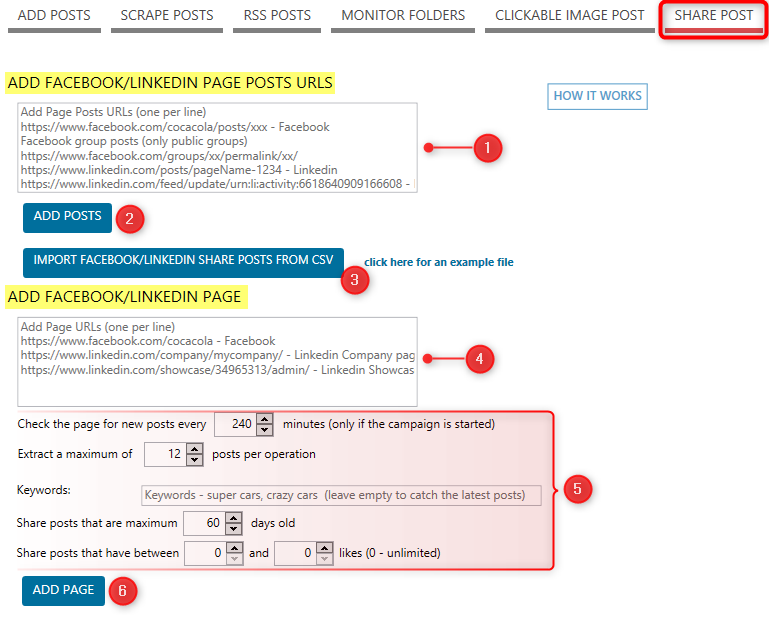 ADD POSTS SCRAPE POSTS RSS POSTS MONITOR FOLDERS CLICKABLE IMAGE POST SHARE POST
ADD FACEBOOK/LINKEDIN PAGE POSTS URLS
HOW IT WORKS
Add Page Posts URLs (one per line)
https://www.facebook.com/cocacola/posts/xxx - Facebook
Facebook group posts (only public groups)
https://www.facebook.com/groups/xx/permalink/xx/
https://www.linkedin.com/posts/pageName-1234 - Linkedin
https://www.linkedin.com/feed/update/urn:li:activity:6618640909166608 -
1
ADD POSTS 2
IMPORT FACEBOOK/LINKEDIN SHARE POSTS FROM CSV click here for an example file
3
ADD FACEBOOK/LINKEDIN PAGE
Add Page URLs (one per line)
https://www.facebook.com/cocacola - Facebook
https://www.linkedin.com/company/mycompany/ - Linkedin Company pag
https://www.linkedin.com/showcase/34965313/admin/ - Linkedin Showcas
4
Check the page for new posts every 240 minutes (only if the campaign is started)
Extract a maximum of 12 posts per operation
Keywords: Keywords - super cars, crazy cars (leave empty to catch the latest posts)
5
Share posts that are maximum 60 days old
Share posts that have between 0 and 0 likes (0 - unlimited)
ADD PAGE 6